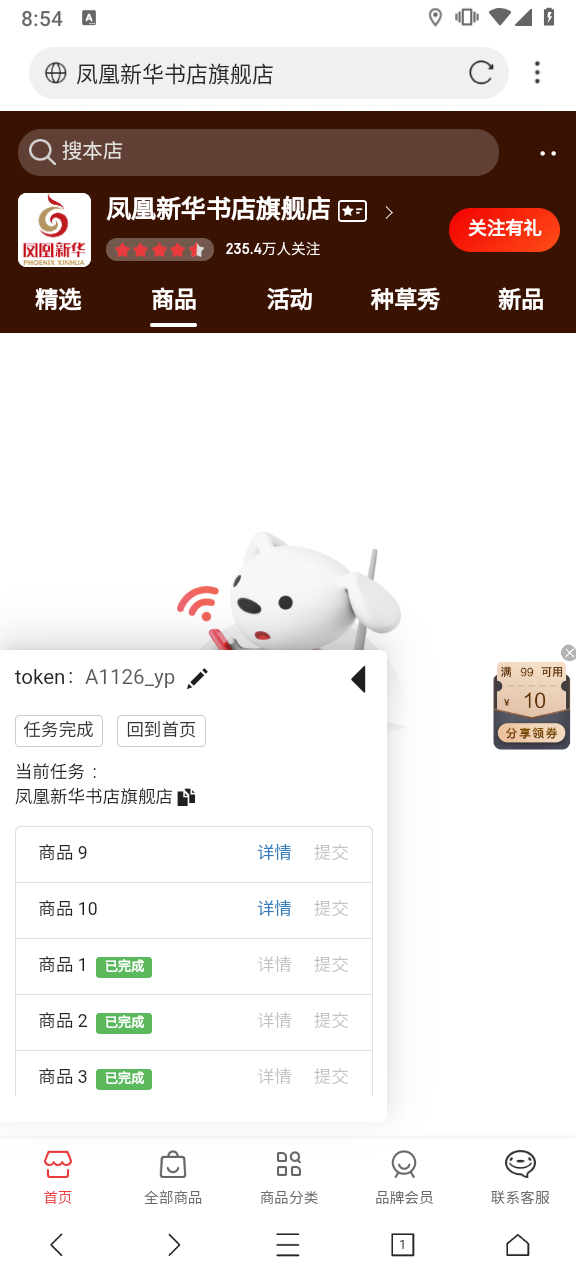 8:54
A
凤凰新华书店旗舰店
搜本店
凤凰新华
PHOENIX XINHUA
凤凰新华书店旗舰店
235.4万人关注
关注有礼
精选 商品 活动 种草秀 新品
token: A1126_yp
任务完成 回到首页
当前任务：
凤凰新华书店旗舰店
商品 9 详情 提交
商品 10 详情 提交
商品 1 已完成 详情 提交
商品 2 已完成 详情 提交
商品 3 已完成 详情 提交
满 99 可用
¥ 10
分享领券
首页 全部商品 商品分类 品牌会员 联系客服
1